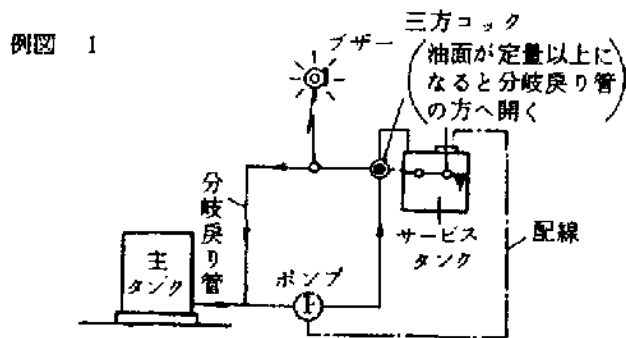 例図 1
ブザー
三方コック
(油面が定量以上に
なると分岐戻り管
の方へ開く)
分岐戻り管
サービス
タンク
配線
主
タンク
ポンプ
P